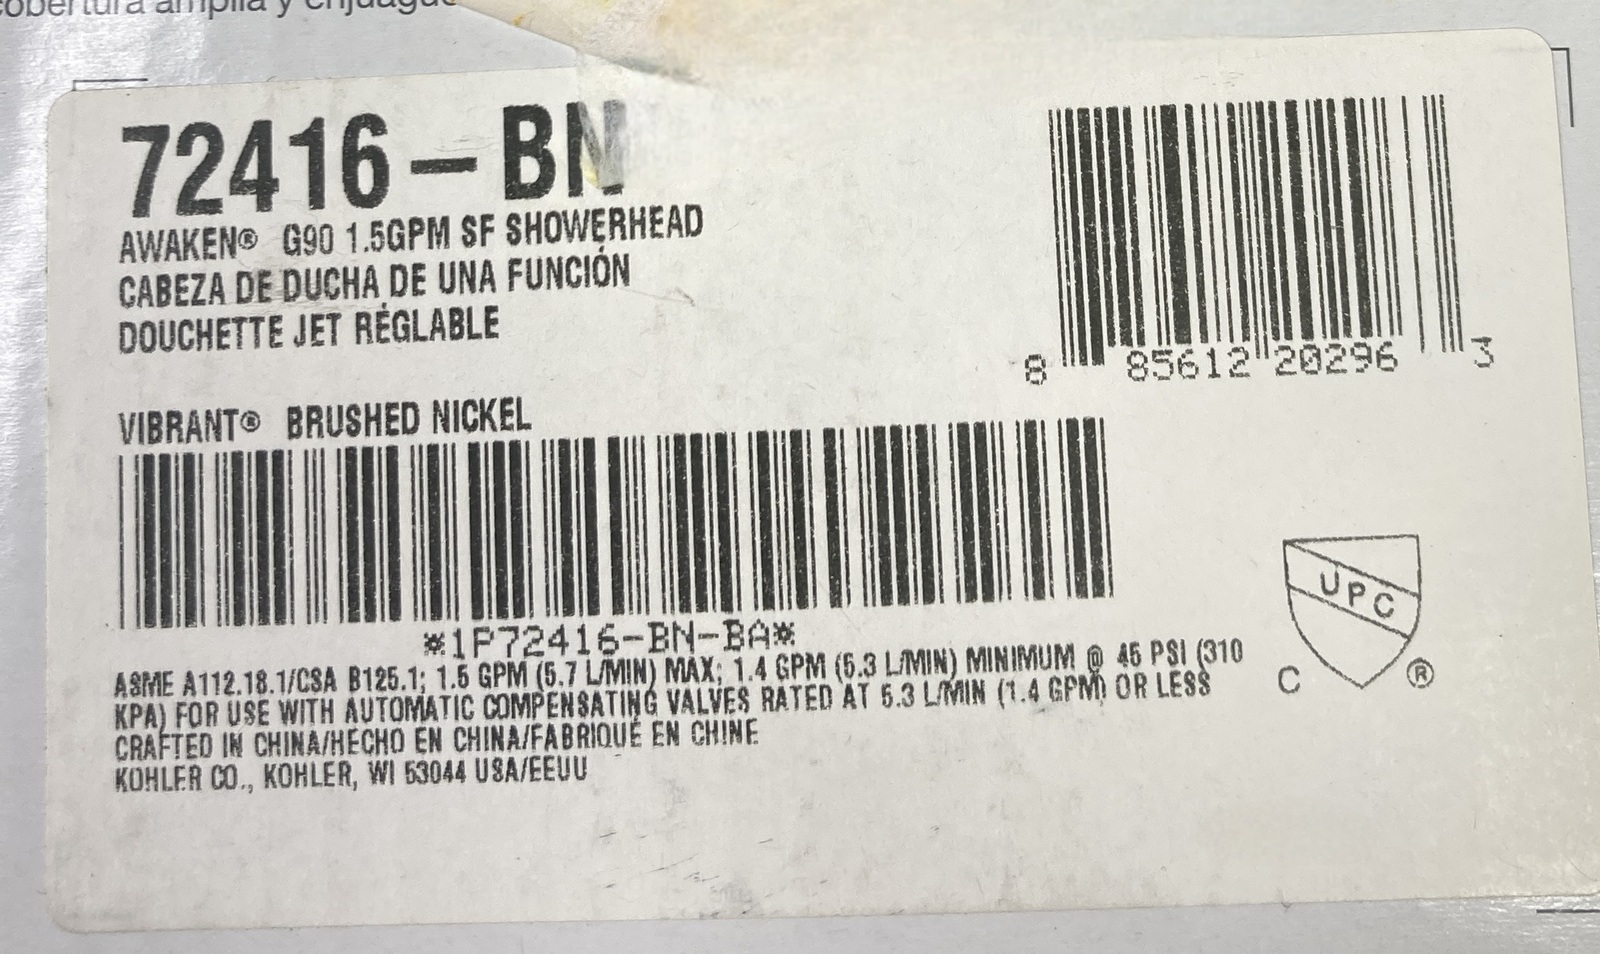 cobertura amplia y enjuague
72416-BN
AWAKEN® G90 1.5GPM SF SHOWERHEAD
CABEZA DE DUCHA DE UNA FUNCIÓN
DOUCHETTE JET RÉGLABLE
8 85612 20296 3
VIBRANT® BRUSHED NICKEL
*1P72416-BN-BA*
ASME A112.18.1/CSA B125.1; 1.5 GPM (5.7 L/MIN) MAX; 1.4 GPM (5.3 L/MIN) MINIMUM @ 45 PSI (310
KPA) FOR USE WITH AUTOMATIC COMPENSATING VALVES RATED AT 5.3 L/MIN (1.4 GPM) OR LESS
CRAFTED IN CHINA/HECHO EN CHINA/FABRIQUÉ EN CHINE
KOHLER CO., KOHLER, WI 53044 USA/EEUU
UPC
C ®